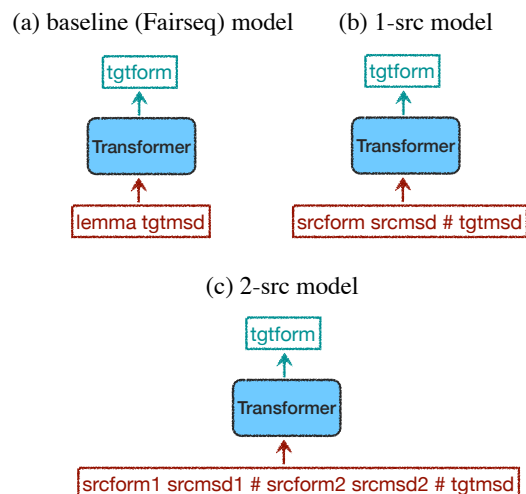 (a) baseline (Fairseq) model
tgtform
Transformer
lemma tgtmsd
(b) 1-src model
tgtform
Transformer
srcform srcmsd # tgtmsd
(c) 2-src model
tgtform
Transformer
srcform1 srcmsd1 # srcform2 srcmsd2 # tgtmsd